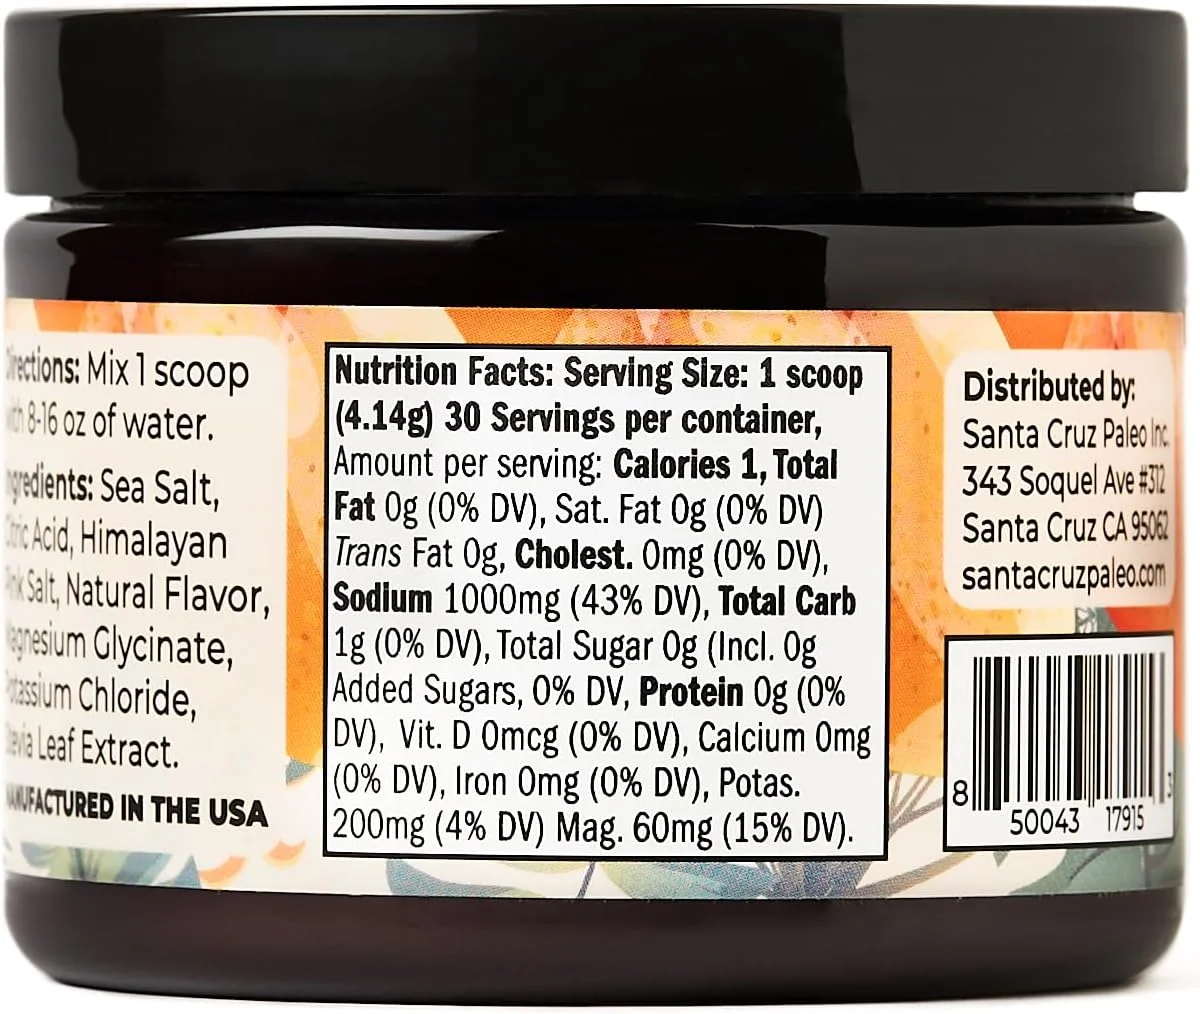 Directions: Mix 1 scoop
with 8-16 oz of water.
Ingredients: Sea Salt,
Citric Acid, Himalayan
Pink Salt, Natural Flavor,
Magnesium Glycinate,
Potassium Chloride,
Stevia Leaf Extract.
MANUFACTURED IN THE USA
Nutrition Facts: Serving Size: 1 scoop
(4.14g) 30 Servings per container,
Amount per serving: Calories 1, Total
Fat 0g (0% DV), Sat. Fat 0g (0% DV)
Trans Fat 0g, Cholest. 0mg (0% DV),
Sodium 1000mg (43% DV), Total Carb
1g (0% DV), Total Sugar 0g (Incl. 0g
Added Sugars, 0% DV, Protein 0g (0%
DV), Vit. D 0mcg (0% DV), Calcium 0mg
(0% DV), Iron 0mg (0% DV), Potas.
200mg (4% DV) Mag. 60mg (15% DV).
Distributed by:
Santa Cruz Paleo Inc.
343 Soquel Ave #312
Santa Cruz CA 95062
santacruzpaleo.com
8 50043 17915 3